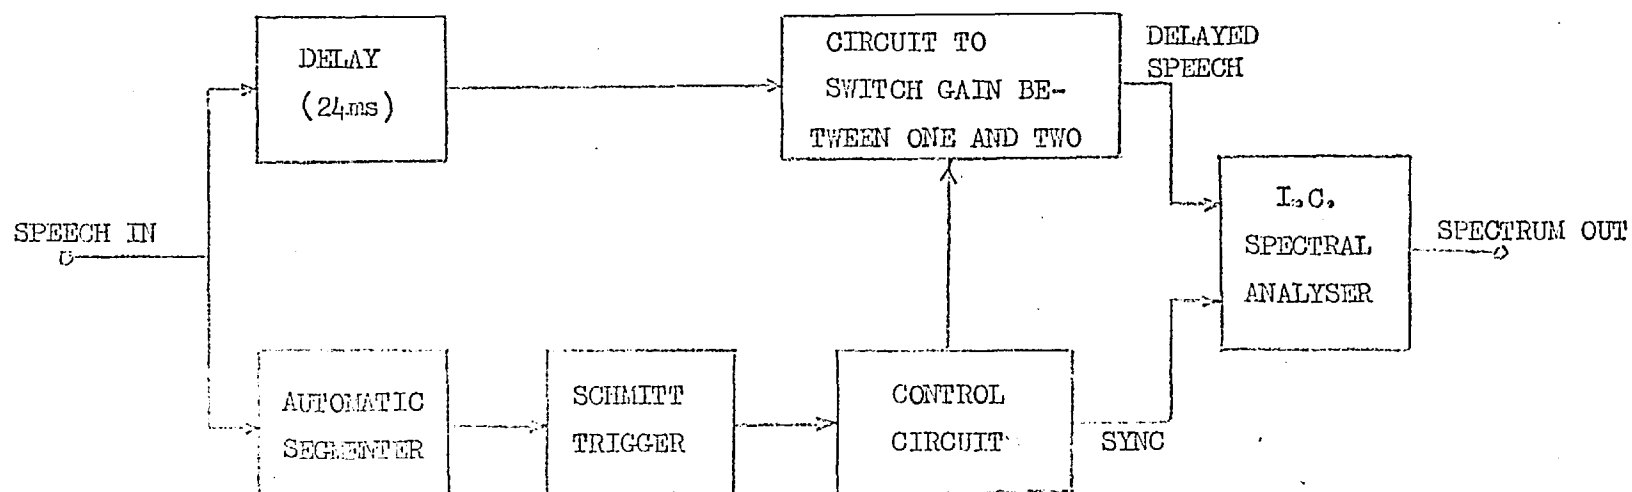 DELAY
(24ms)
CIRCUIT TO
SWITCH GAIN BE-
TWEEN ONE AND TWO
DELAYED
SPEECH
I.C.
SPECTRAL
ANALYSER
SPEECH IN
SPECTRUM OUT
AUTOMATIC
SEGMENTER
SCHMITT
TRIGGER
CONTROL
CIRCUIT
SYNC